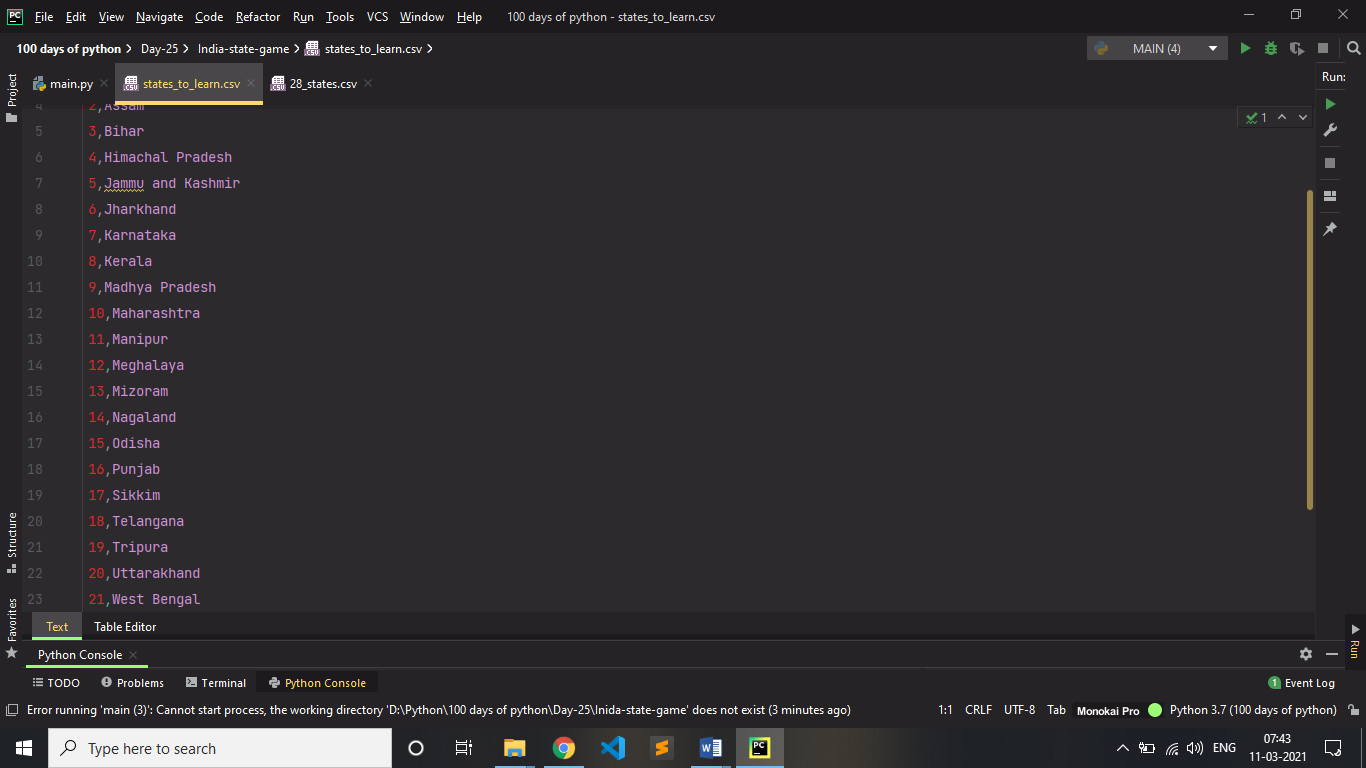 PC File Edit View Navigate Code Refactor Run Tools VCS Window Help 100 days of python - states_to_learn.csv
100 days of python Day-25 India-state-game states_to_learn.csv MAIN (4)
Project main.py states_to_learn.csv 28_states.csv Run:
4 2,Assam
1
5 3,Bihar
6 4,Himachal Pradesh
7 5,Jammu and Kashmir
8 6,Jharkhand
9 7,Karnataka
10 8,Kerala
11 9,Madhya Pradesh
12 10,Maharashtra
13 11,Manipur
14 12,Meghalaya
15 13,Mizoram
16 14,Nagaland
17 15,Odisha
18 16,Punjab
19 17,Sikkim
20 18,Telangana
21 19,Tripura
22 20,Uttarakhand
23 21,West Bengal
Structure
Favorites
Text Table Editor
Run
Python Console
TODO Problems Terminal Python Console 1 Event Log
Error running 'main (3)': Cannot start process, the working directory 'D:\Python\100 days of python\Day-25\Inida-state-game' does not exist (3 minutes ago) 1:1 CRLF UTF-8 Tab Monokai Pro Python 3.7 (100 days of python)
Type here to search ENG 07:43
11-03-2021